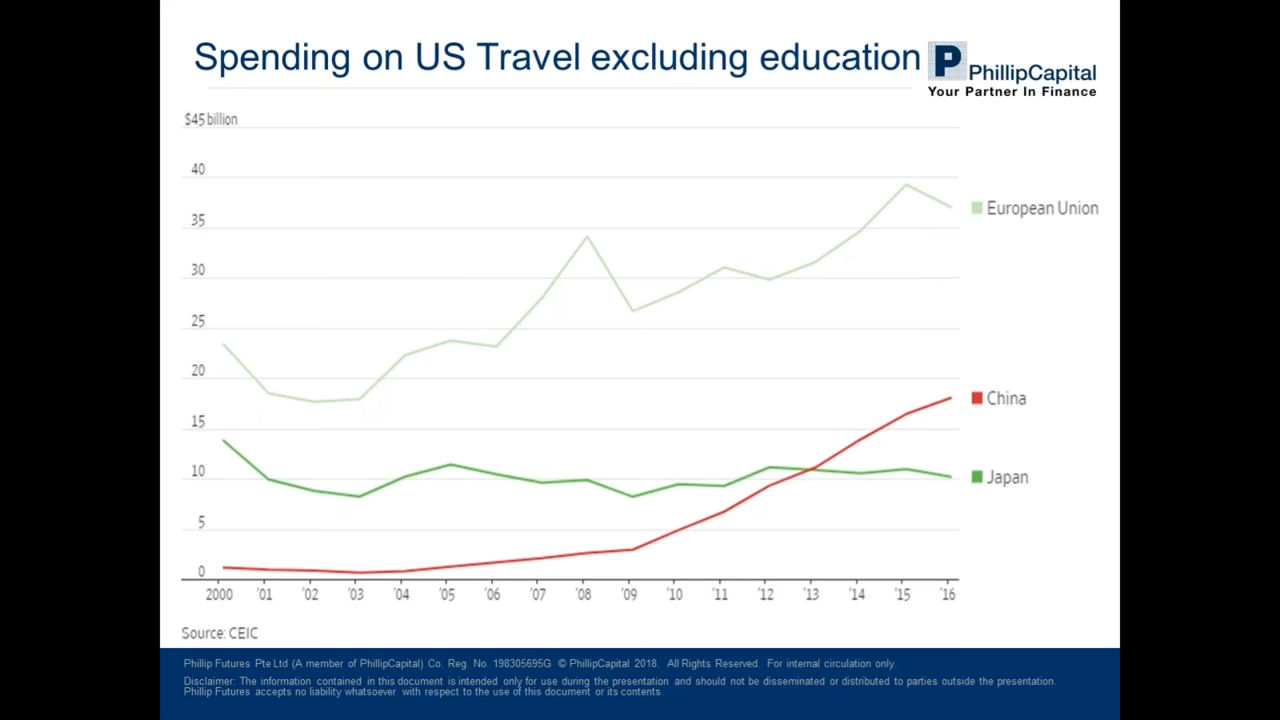 Spending on US Travel excluding education
P PhillipCapital
Your Partner In Finance
$45 billion
40
35
30
25
20
15
10
5
0
European Union
China
Japan
2000 '01 '02 '03 '04 '05 '06 '07 '08 '09 '10 '11 '12 '13 '14 '15 '16
Source: CEIC
Phillip Futures Pte Ltd (A member of PhillipCapital) Co. Reg. No. 198305695G © PhillipCapital 2018. All Rights Reserved. For internal circulation only.
Disclaimer: The information contained in this document is intended only for use during the presentation and should not be disseminated or distributed to parties outside the presentation.
Phillip Futures accepts no liability whatsoever with respect to the use of this document or its contents.